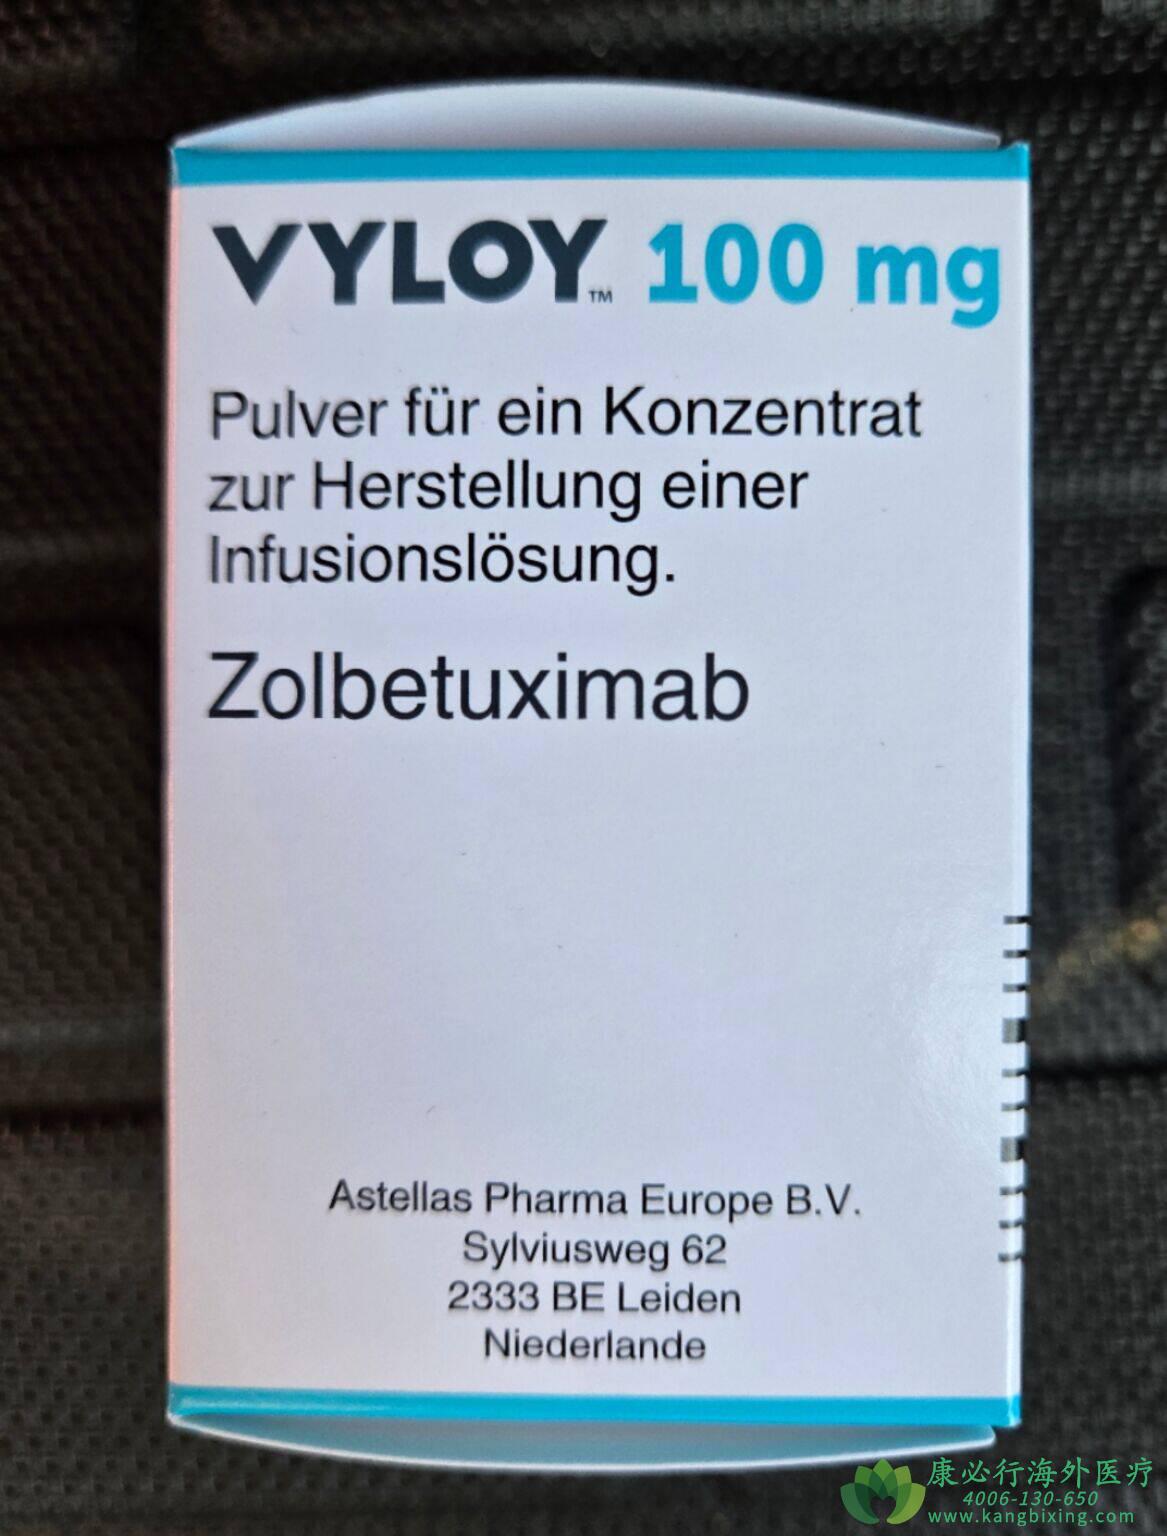 VYLOY™ 100 mg
Pulver für ein Konzentrat
zur Herstellung einer
Infusionslösung.
Zolbetuximab
Astellas Pharma Europe B.V.
Sylviusweg 62
2333 BE Leiden
Niederlande
康必行海外医疗
4006-130-650
www.kangbixing.com